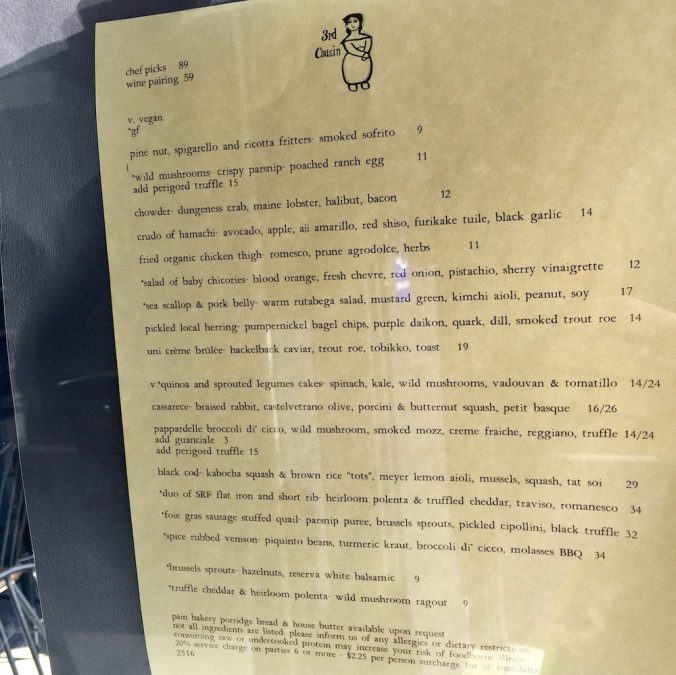 3rd
Cousin
chef picks 89
wine pairing 59
v. vegan
*gf
pine nut, spigarello and ricotta fritters- smoked sofrito 9
i
*wild mushrooms- crispy parsnip- poached ranch egg 11
add perigord truffle 15
chowder- dungeness crab, maine lobster, halibut, bacon 12
crudo of hamachi- avocado, apple, aji amarillo, red shiso, furikake tuile, black garlic 14
fried organic chicken thigh- romesco, prune agrodolce, herbs 11
*salad of baby chicories- blood orange, fresh chevre, red onion, pistachio, sherry vinaigrette 12
*sea scallop & pork belly- warm rutabega salad, mustard green, kimchi aioli, peanut, soy 17
pickled local herring- pumpernickel bagel chips, purple daikon, quark, dill, smoked trout roe 14
uni crème brûlée- hackelback caviar, trout roe, tobikko, toast 19
v.*quinoa and sprouted legumes cakes- spinach, kale, wild mushrooms, vadouvan & tomatillo 14/24
cassarece- braised rabbit, castelvetrano olive, porcini & butternut squash, petit basque 16/26
pappardelle broccoli di' cicco, wild mushroom, smoked mozz, creme fraiche, reggiano, truffle 14/24
add guanciale 3
add perigord truffle 15
black cod- kabocha squash & brown rice "tots", meyer lemon aioli, mussels, squash, tat soi 29
*duo of SRF flat iron and short rib- heirloom polenta & truffled cheddar, traviso, romanesco 34
*foie gras sausage stuffed quail- parsnip puree, brussels sprouts, pickled cipollini, black truffle 32
*spice rubbed venison- piquinto beans, turmeric kraut, broccoli di' cicco, molasses BBQ 34
*brussels sprouts- hazelnuts, reserva white balsamic 9
*truffle cheddar & heirloom polenta- wild mushroom ragout 9
pain bakery porridge bread & house butter available upon request
not all ingredients are listed. please inform us of any allergies or dietary restrictions
consuming raw or undercooked protein may increase your risk of foodborne illness
20% service charge on parties 6 or more - $2.25 per person surcharge for SF mandates
2516